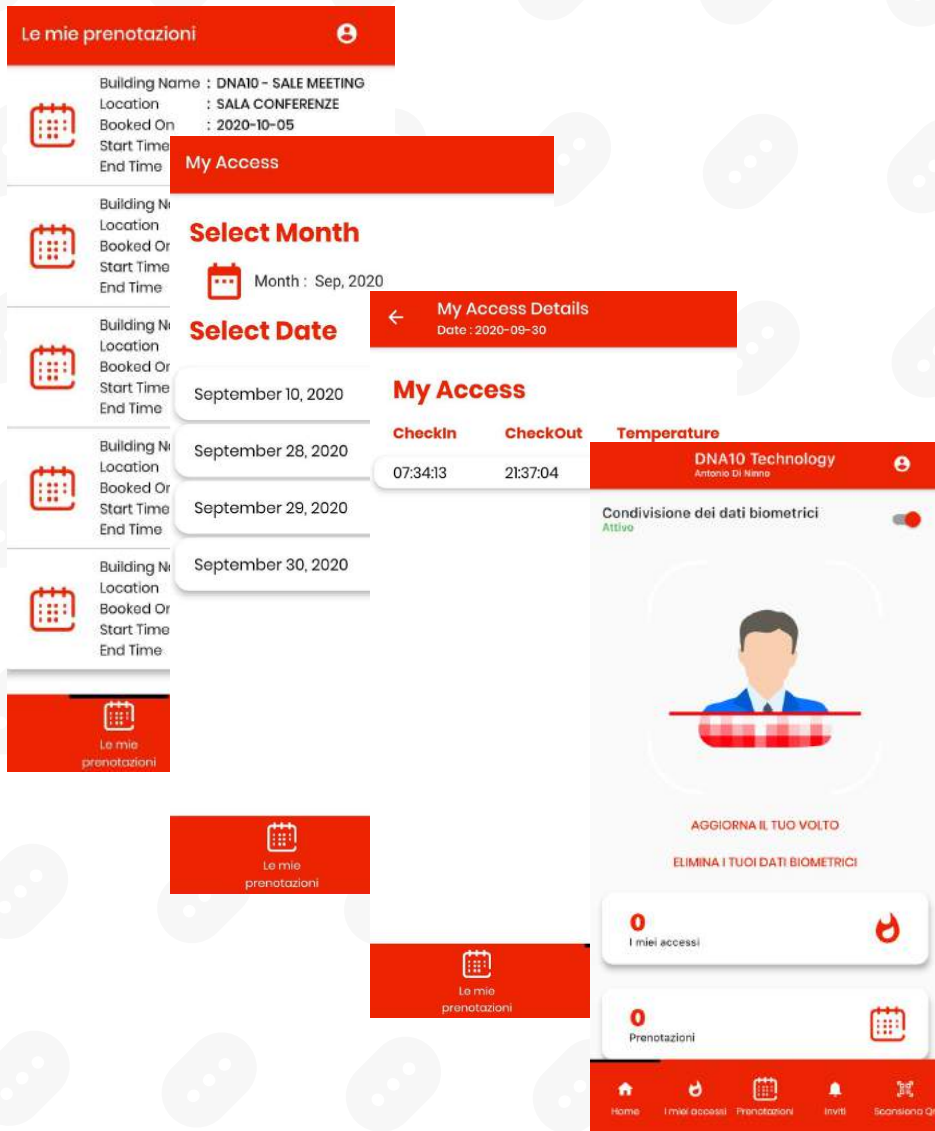 Le mie prenotazioni
Building Name : DNA10 - SALE MEETING
Location : SALA CONFERENZE
Booked On : 2020-10-05
Start Time
End Time
Building N
Location
Booked Or
Start Time
End Time
Building N
Location
Booked Or
Start Time
End Time
Building N
Location
Booked Or
Start Time
End Time
Building N
Location
Booked Or
Start Time
End Time
Le mie
prenotazioni
My Access
Select Month
Month : Sep, 2020
Select Date
September 10, 2020
September 28, 2020
September 29, 2020
September 30, 2020
Le mie
prenotazioni
My Access Details
Date : 2020-09-30
My Access
CheckIn CheckOut Temperature
07:34:13 21:37:04
Le mie
prenotazioni
DNA10 Technology
Antonio Di Ninno
Condivisione dei dati biometrici
Attivo
AGGIORNA IL TUO VOLTO
ELIMINA I TUOI DATI BIOMETRICI
0
I miei accessi
0
Prenotazioni
Home I miei accessi Prenotazioni Inviti Scansiona Qr